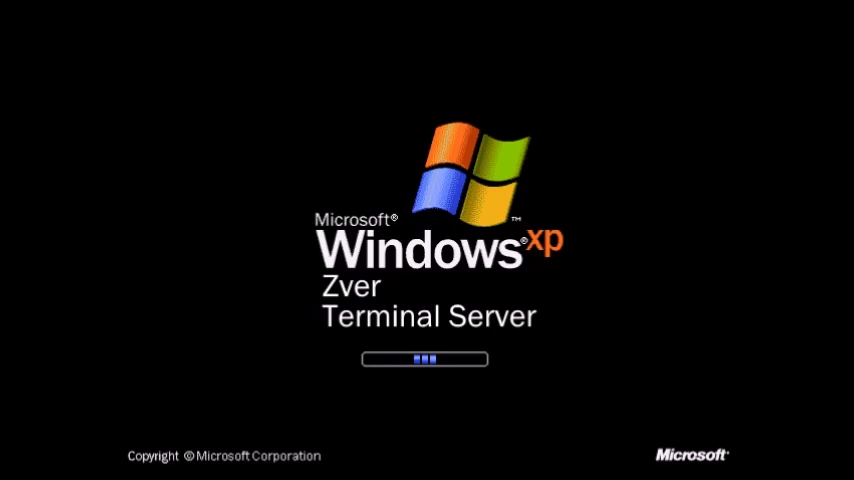 Microsoft®
Windows® xp ™
Zver
Terminal Server
Copyright © Microsoft Corporation
Microsoft®